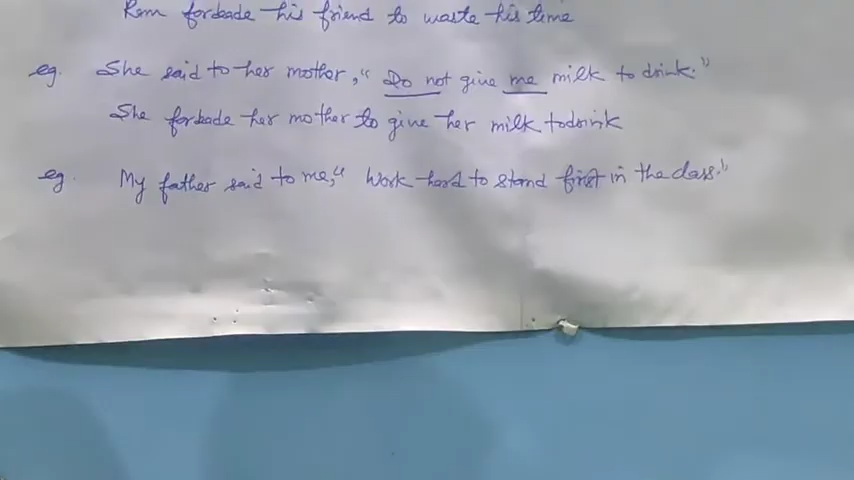 Ram forbade his friend to waste his time
eg. She said to her mother, "Do not give me milk to drink."
She forbade her mother to give her milk to drink
eg. My father said to me, "Work hard to stand first in the class."